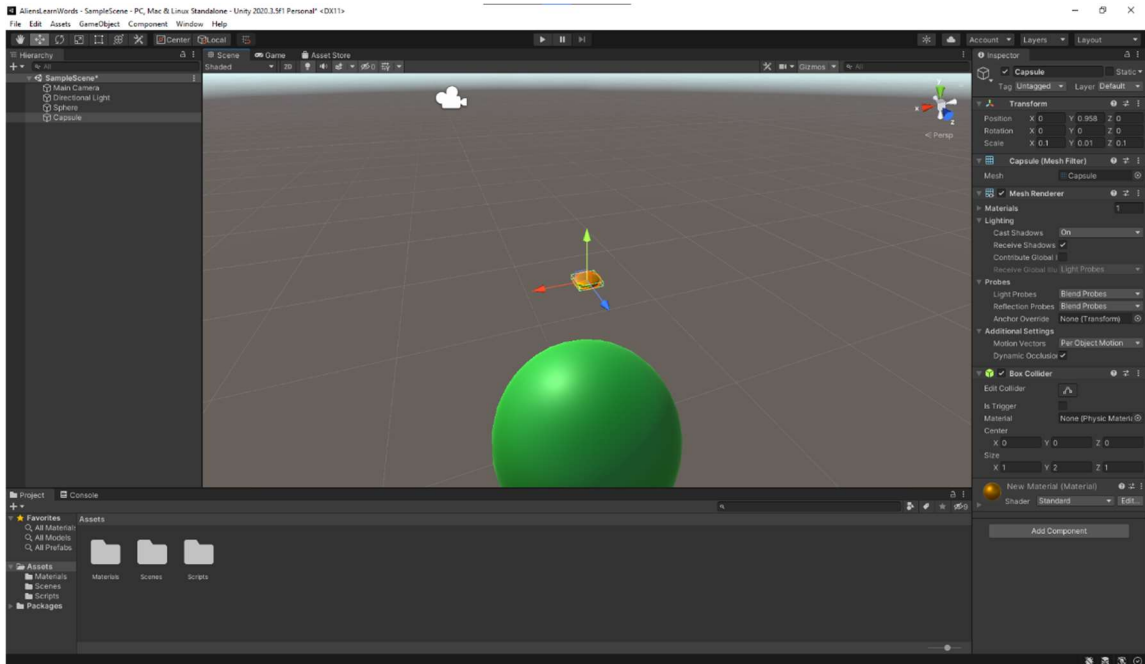 AliensLearnWords - SampleScene - PC, Mac & Linux Standalone - Unity 2020.3.5f1 Personal* <DX11>
File Edit Assets GameObject Component Window Help
Center Local Account Layers Layout
Hierarchy Scene Game Asset Store Inspector
All Shaded 2D 0 Gizmos All
SampleScene*
Main Camera
Directional Light
Sphere
Capsule
y
x
z
Persp
Capsule Static
Tag Untagged Layer Default
Transform
Position X 0 Y 0.958 Z 0
Rotation X 0 Y 0 Z 0
Scale X 0.1 Y 0.01 Z 0.1
Capsule (Mesh Filter)
Mesh Capsule
Mesh Renderer
Materials 1
Lighting
Cast Shadows On
Receive Shadows
Contribute Global I
Receive Global Illu Light Probes
Probes
Light Probes Blend Probes
Reflection Probes Blend Probes
Anchor Override None (Transform)
Additional Settings
Motion Vectors Per Object Motion
Dynamic Occlusion
Box Collider
Edit Collider
Is Trigger
Material None (Physic Materi
Center
X 0 Y 0 Z 0
Size
X 1 Y 2 Z 1
New Material (Material)
Shader Standard Edit...
Add Component
Project Console
9
Favorites
All Materials
All Models
All Prefabs
Assets
Materials
Scenes
Scripts
Packages
Assets
Materials Scenes Scripts